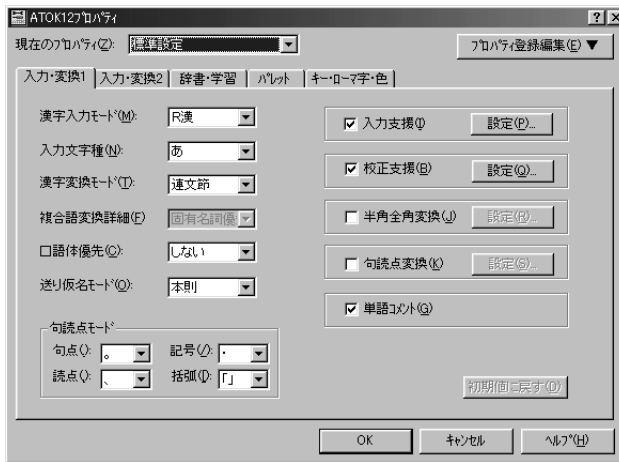 ATOK12ﾌﾟﾛﾊﾟﾃｨ
現在のﾌﾟﾛﾊﾟﾃｨ(Z): 標準設定 プロパティ登録編集(E)▼
入力・変換1 入力・変換2 辞書・学習 ﾊﾟﾚｯﾄ キー・ローマ字・色
漢字入力ﾓｰﾄﾞ(M): R漢
入力支援(I) 設定(P)...
入力文字種(N): あ
校正支援(B) 設定(Q)...
漢字変換ﾓｰﾄﾞ(T): 連文節
複合語変換詳細(F) 固有名詞優
半角全角変換(J) 設定(R)...
口語体優先(C): しない
句読点変換(K) 設定(S)...
送り仮名ﾓｰﾄﾞ(O): 本則
単語ｺﾒﾝﾄ(G)
句読点ﾓｰﾄﾞ
句点(.): 。 記号(/): ・
読点(,): 、 括弧([): 「」
初期値に戻す(D)
OK ｷｬﾝｾﾙ ﾍﾙﾌﾟ(H)